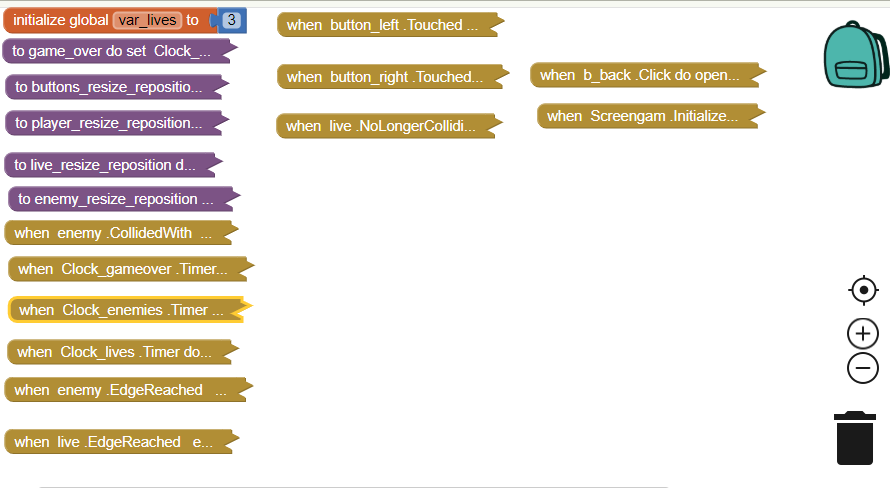 initialize global var_lives to 3
to game_over do set Clock_...
to buttons_resize_repositio...
to player_resize_reposition...
to live_resize_reposition d...
to enemy_resize_reposition ...
when enemy .CollidedWith ...
when Clock_gameover .Timer...
when Clock_enemies .Timer ...
when Clock_lives .Timer do...
when enemy .EdgeReached ...
when live .EdgeReached e...
when button_left .Touched ...
when button_right .Touched...
when live .NoLongerCollidi...
when b_back .Click do open...
when Screengam .Initialize...